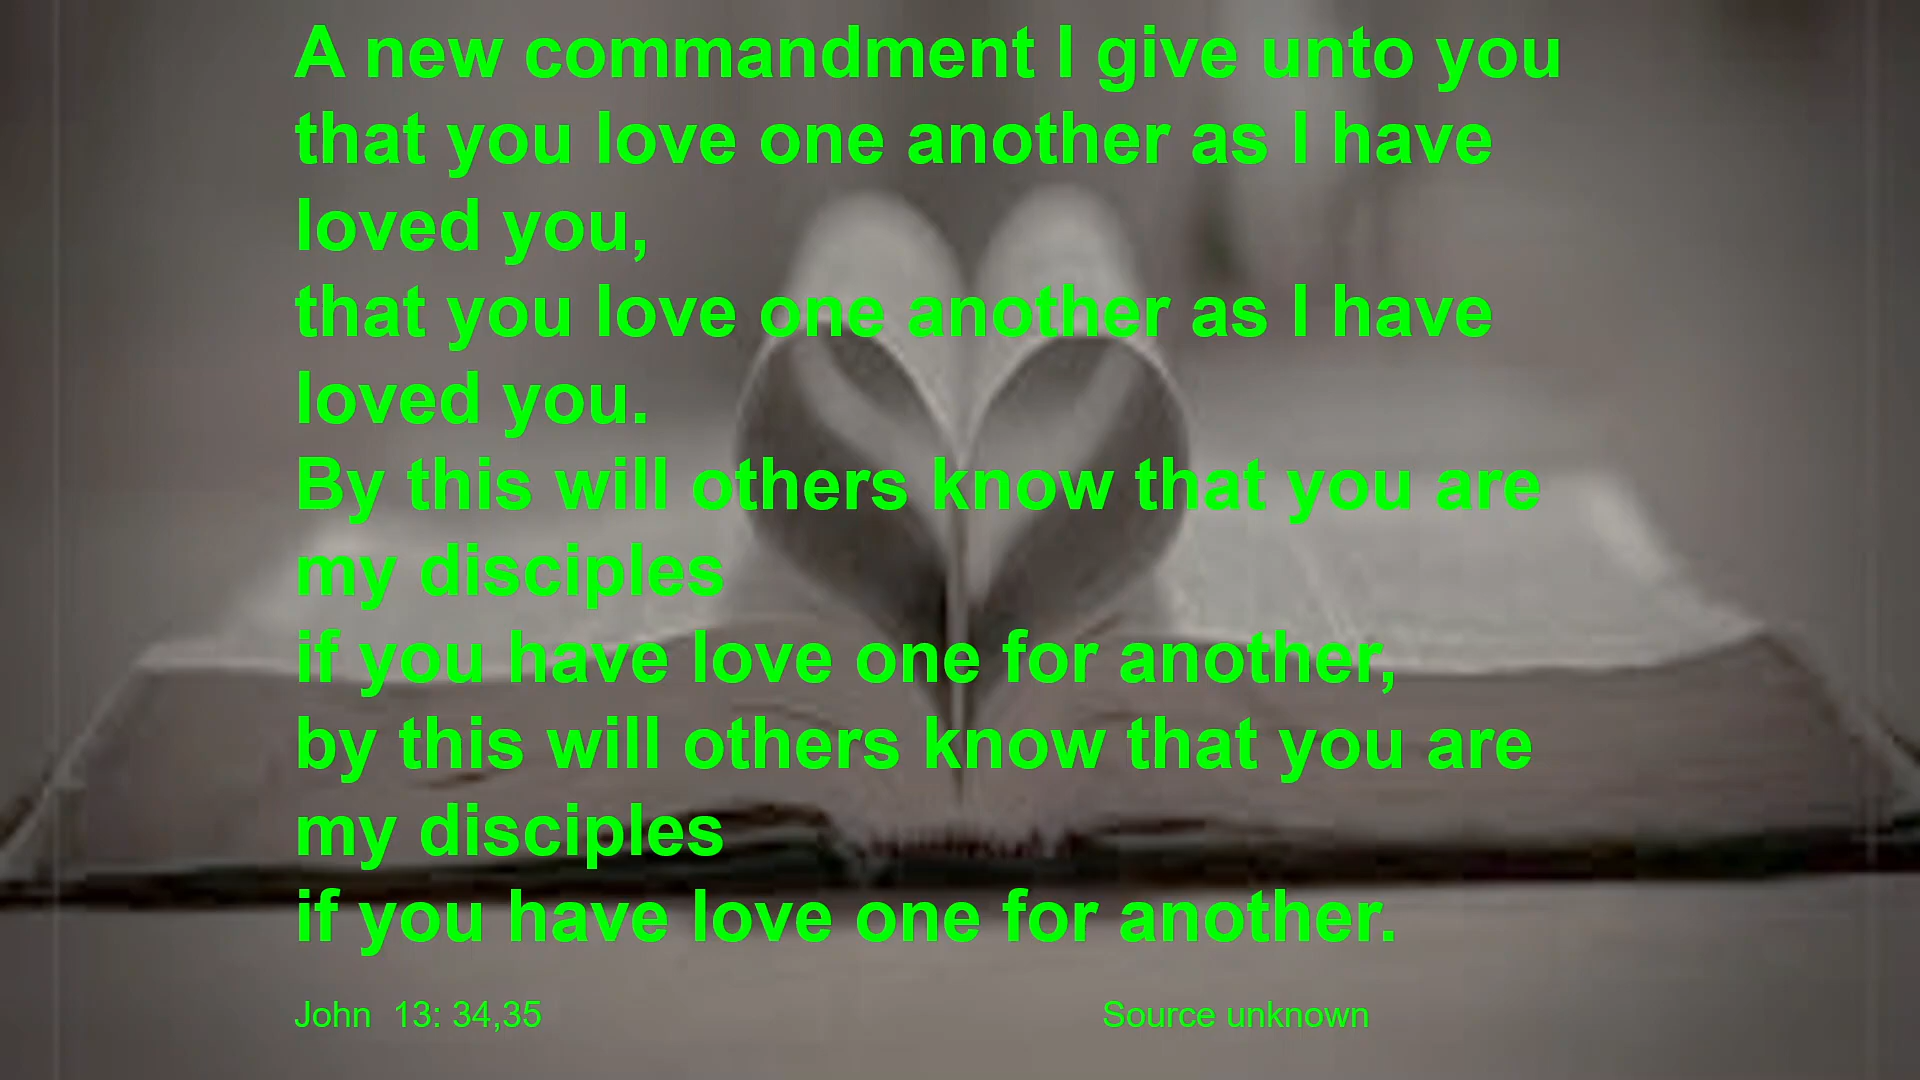 A new commandment I give unto you
that you love one another as I have
loved you,
that you love one another as I have
loved you.
By this will others know that you are
my disciples
if you have love one for another,
by this will others know that you are
my disciples
if you have love one for another.
John  13: 34,35 Source unknown